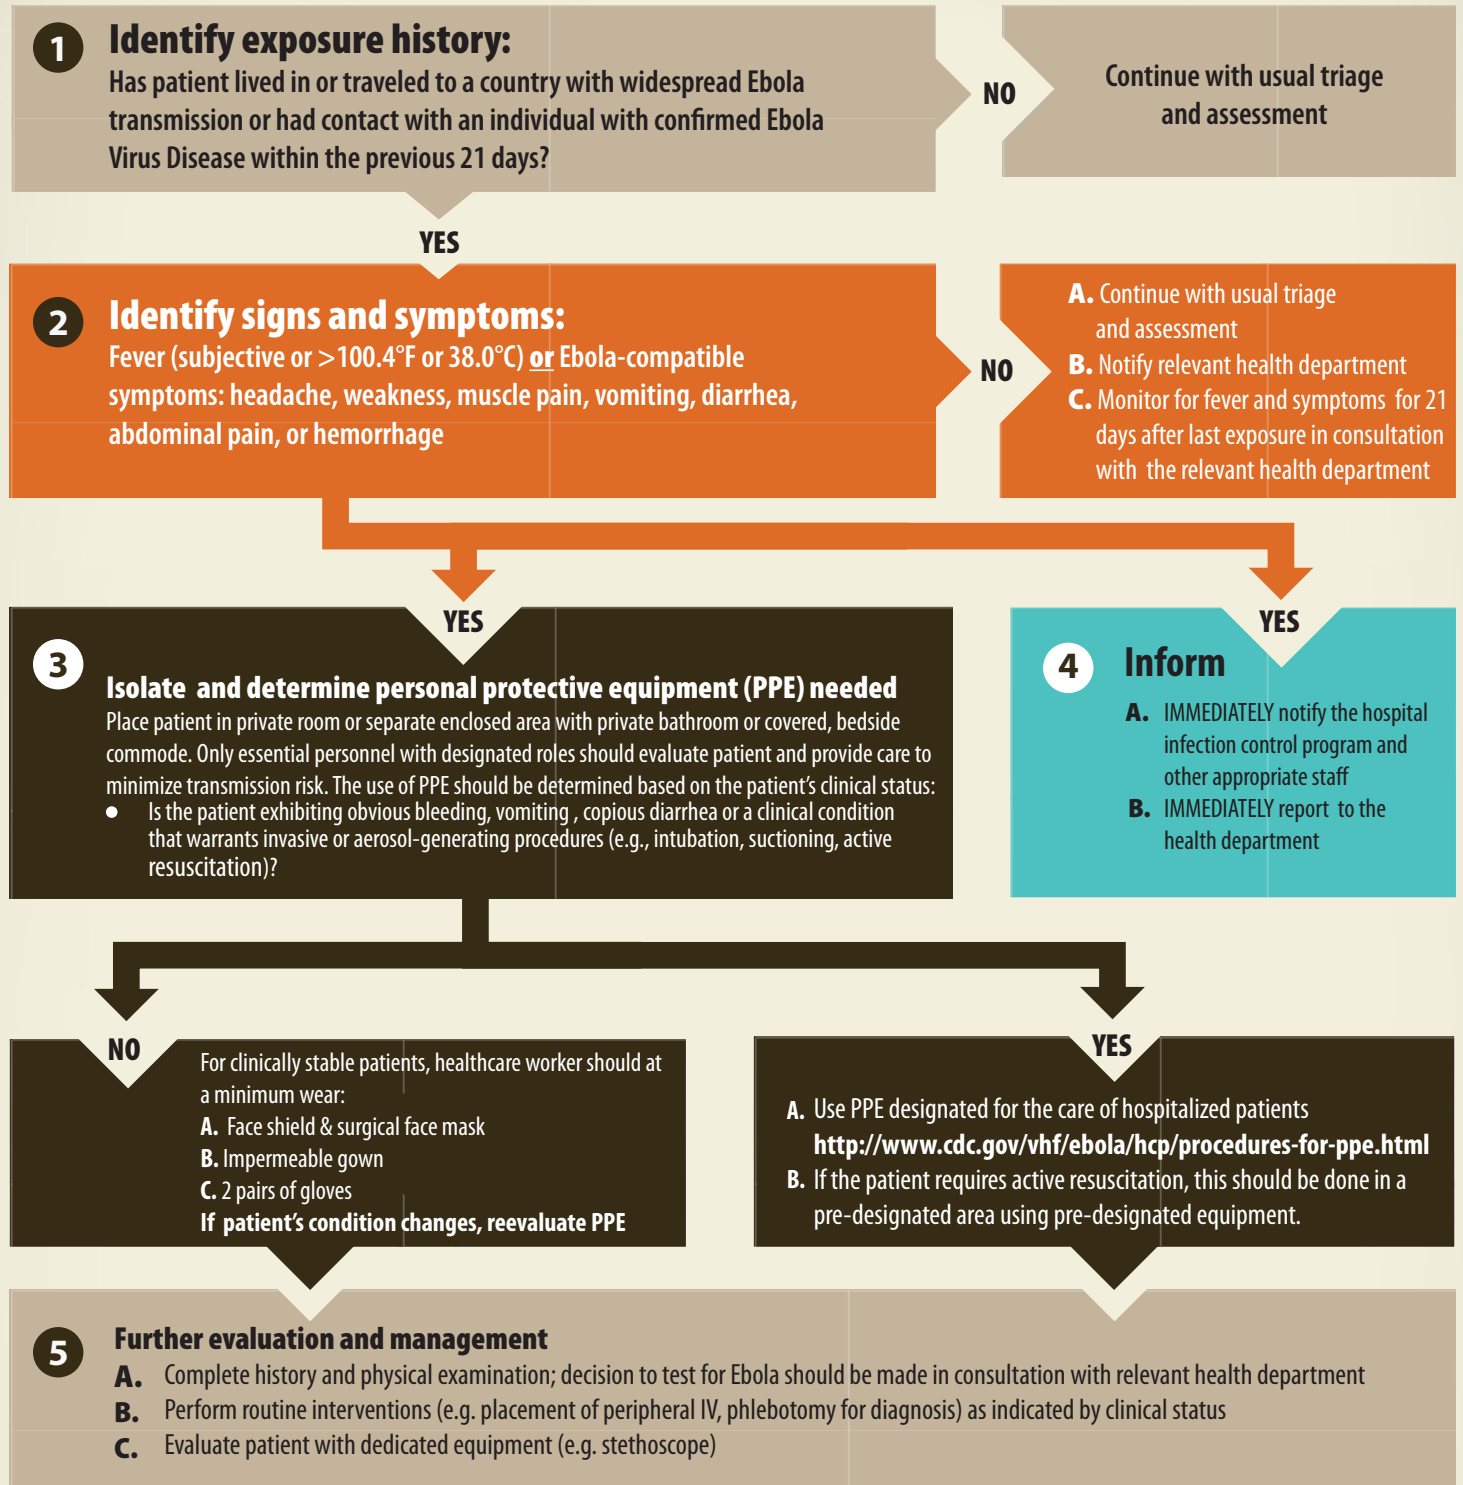 1 Identify exposure history:
Has patient lived in or traveled to a country with widespread Ebola
transmission or had contact with an individual with confirmed Ebola
Virus Disease within the previous 21 days?
NO
Continue with usual triage
and assessment
YES
2 Identify signs and symptoms:
Fever (subjective or >100.4°F or 38.0°C) or Ebola-compatible
symptoms: headache, weakness, muscle pain, vomiting, diarrhea,
abdominal pain, or hemorrhage
NO
A. Continue with usual triage
and assessment
B. Notify relevant health department
C. Monitor for fever and symptoms for 21
days after last exposure in consultation
with the relevant health department
YES
3 Isolate and determine personal protective equipment (PPE) needed
Place patient in private room or separate enclosed area with private bathroom or covered, bedside
commode. Only essential personnel with designated roles should evaluate patient and provide care to
minimize transmission risk. The use of PPE should be determined based on the patient's clinical status:
● Is the patient exhibiting obvious bleeding, vomiting , copious diarrhea or a clinical condition
that warrants invasive or aerosol-generating procedures (e.g., intubation, suctioning, active
resuscitation)?
YES
4 Inform
A. IMMEDIATELY notify the hospital
infection control program and
other appropriate staff
B. IMMEDIATELY report to the
health department
NO
For clinically stable patients, healthcare worker should at
a minimum wear:
A. Face shield & surgical face mask
B. Impermeable gown
C. 2 pairs of gloves
If patient's condition changes, reevaluate PPE
YES
A. Use PPE designated for the care of hospitalized patients
http://www.cdc.gov/vhf/ebola/hcp/procedures-for-ppe.html
B. If the patient requires active resuscitation, this should be done in a
pre-designated area using pre-designated equipment.
5 Further evaluation and management
A. Complete history and physical examination; decision to test for Ebola should be made in consultation with relevant health department
B. Perform routine interventions (e.g. placement of peripheral IV, phlebotomy for diagnosis) as indicated by clinical status
C. Evaluate patient with dedicated equipment (e.g. stethoscope)